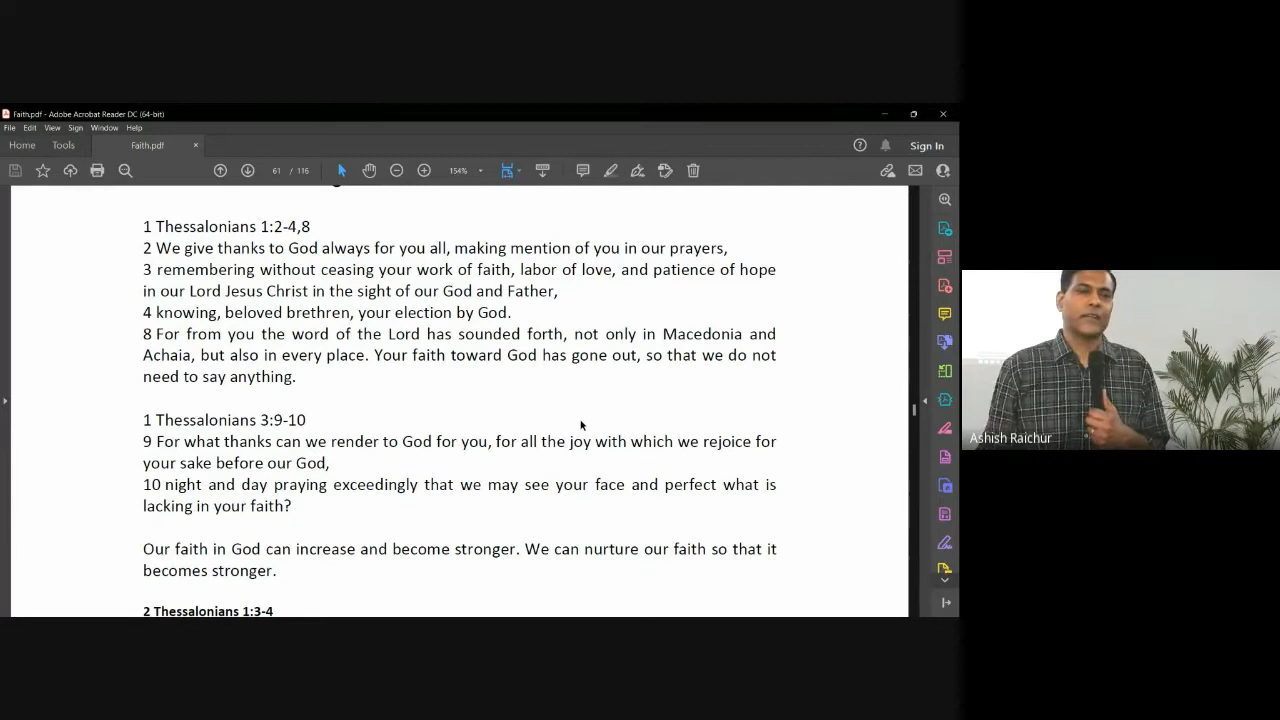 Faith.pdf - Adobe Acrobat Reader DC (64-bit)
File Edit View Sign Window Help
Home Tools Faith.pdf × Sign In
61 / 116 154%
1 Thessalonians 1:2-4,8
2 We give thanks to God always for you all, making mention of you in our prayers,
3 remembering without ceasing your work of faith, labor of love, and patience of hope
in our Lord Jesus Christ in the sight of our God and Father,
4 knowing, beloved brethren, your election by God.
8 For from you the word of the Lord has sounded forth, not only in Macedonia and
Achaia, but also in every place. Your faith toward God has gone out, so that we do not
need to say anything.
1 Thessalonians 3:9-10
9 For what thanks can we render to God for you, for all the joy with which we rejoice for
your sake before our God,
10 night and day praying exceedingly that we may see your face and perfect what is
lacking in your faith?
Our faith in God can increase and become stronger. We can nurture our faith so that it
becomes stronger.
2 Thessalonians 1:3-4
Ashish Raichur